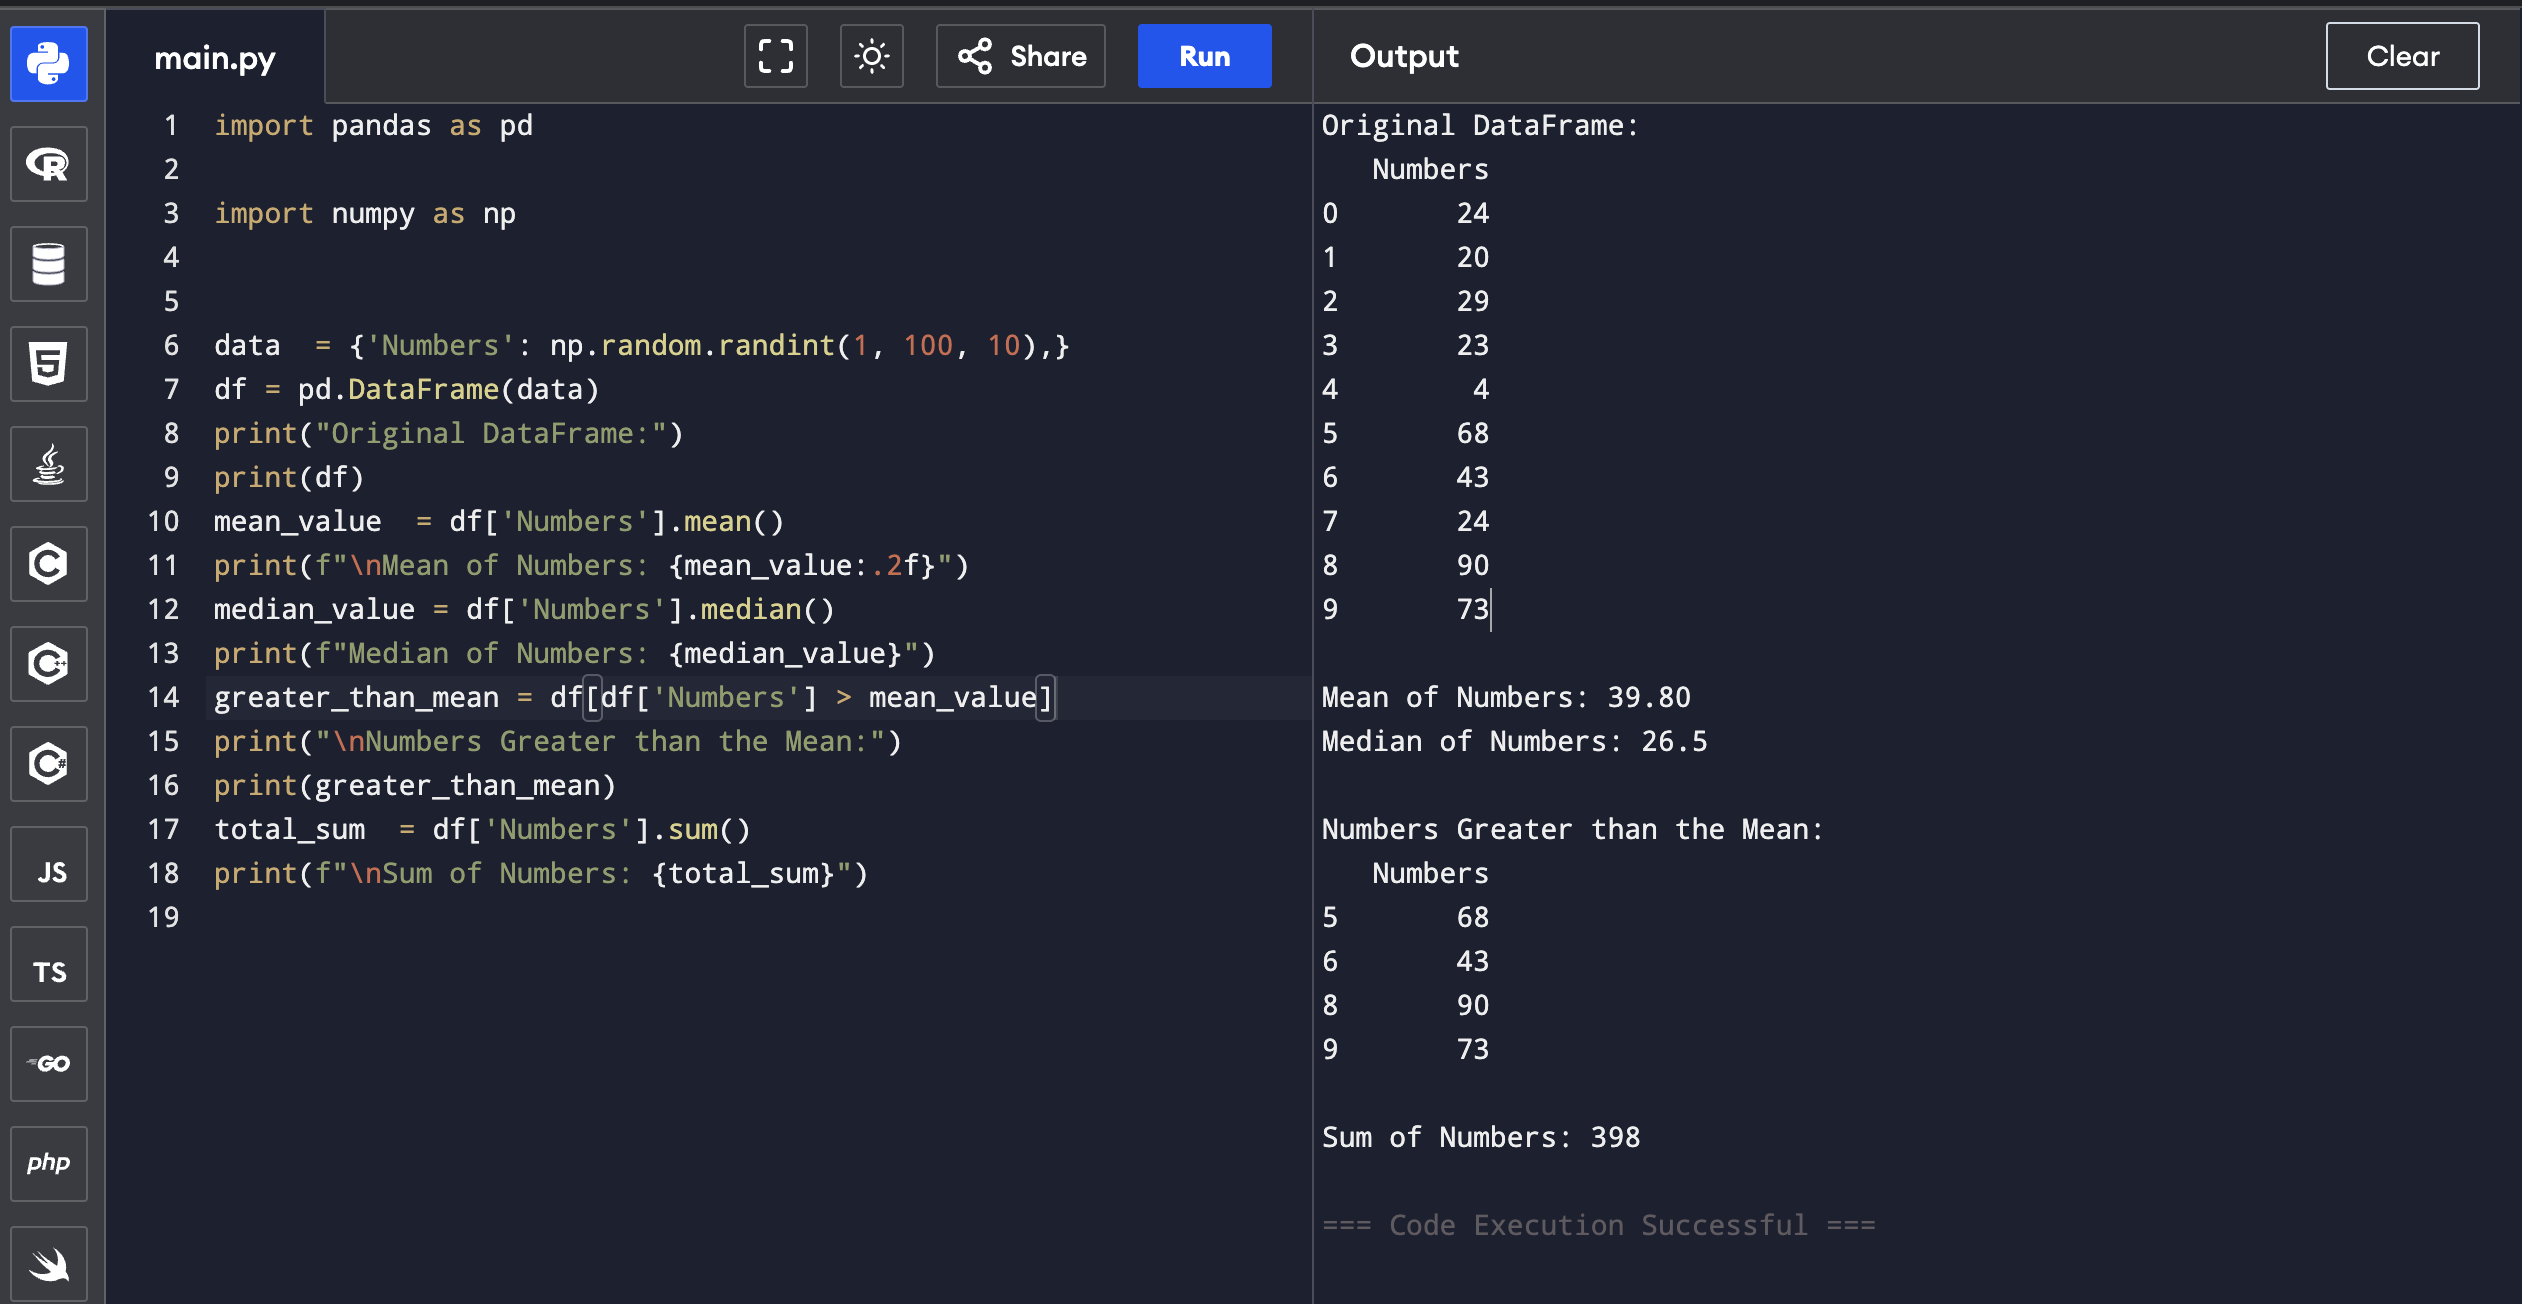 main.py
Share
Run
Output
Clear
1 import pandas as pd
2
3 import numpy as np
4
5
6 data  = {'Numbers': np.random.randint(1, 100, 10),}
7 df = pd.DataFrame(data)
8 print("Original DataFrame:")
9 print(df)
10 mean_value  = df['Numbers'].mean()
11 print(f"\nMean of Numbers: {mean_value:.2f}")
12 median_value = df['Numbers'].median()
13 print(f"Median of Numbers: {median_value}")
14 greater_than_mean = df[df['Numbers'] > mean_value]
15 print("\nNumbers Greater than the Mean:")
16 print(greater_than_mean)
17 total_sum  = df['Numbers'].sum()
18 print(f"\nSum of Numbers: {total_sum}")
19
Original DataFrame:
   Numbers
0       24
1       20
2       29
3       23
4        4
5       68
6       43
7       24
8       90
9       73
Mean of Numbers: 39.80
Median of Numbers: 26.5
Numbers Greater than the Mean:
   Numbers
5       68
6       43
8       90
9       73
Sum of Numbers: 398
=== Code Execution Successful ===
R
5
C
C++
C#
JS
TS
GO
php